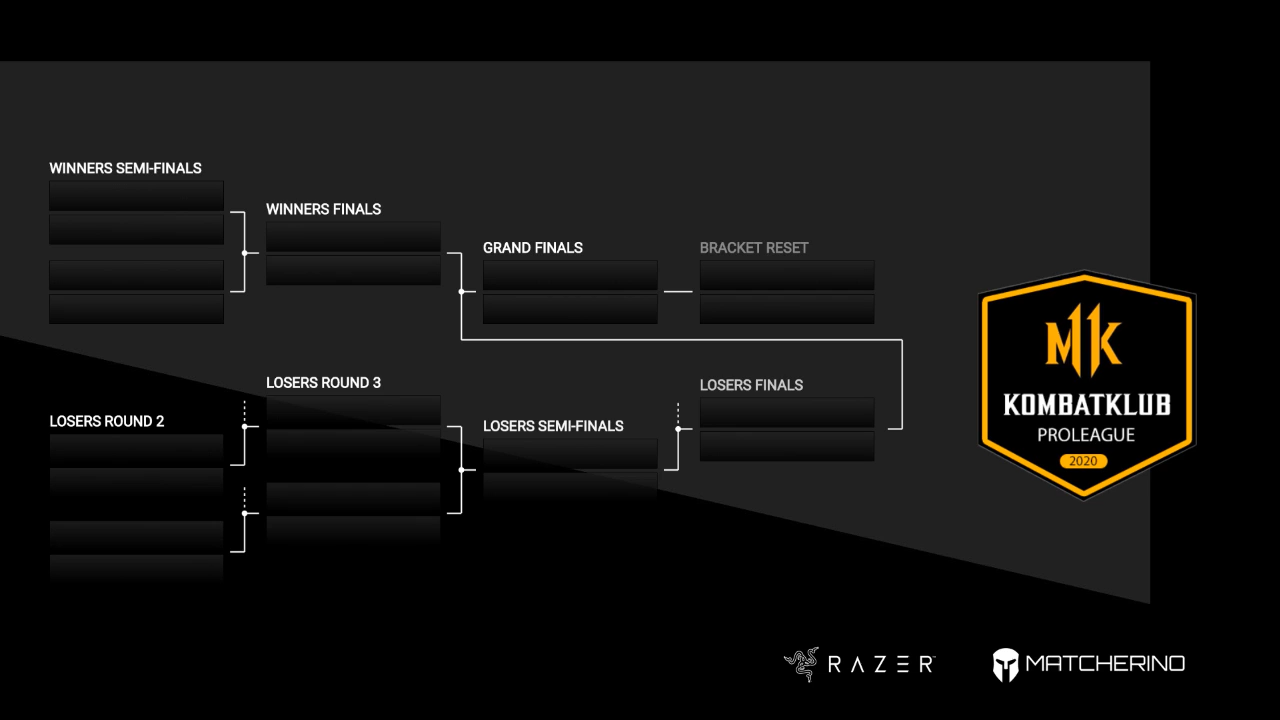 WINNERS SEMI-FINALS
WINNERS FINALS
GRAND FINALS
BRACKET RESET
LOSERS ROUND 2
LOSERS ROUND 3
LOSERS SEMI-FINALS
LOSERS FINALS
MK
KOMBATKLUB
PROLEAGUE
2020
RAZER
MATCHERINO